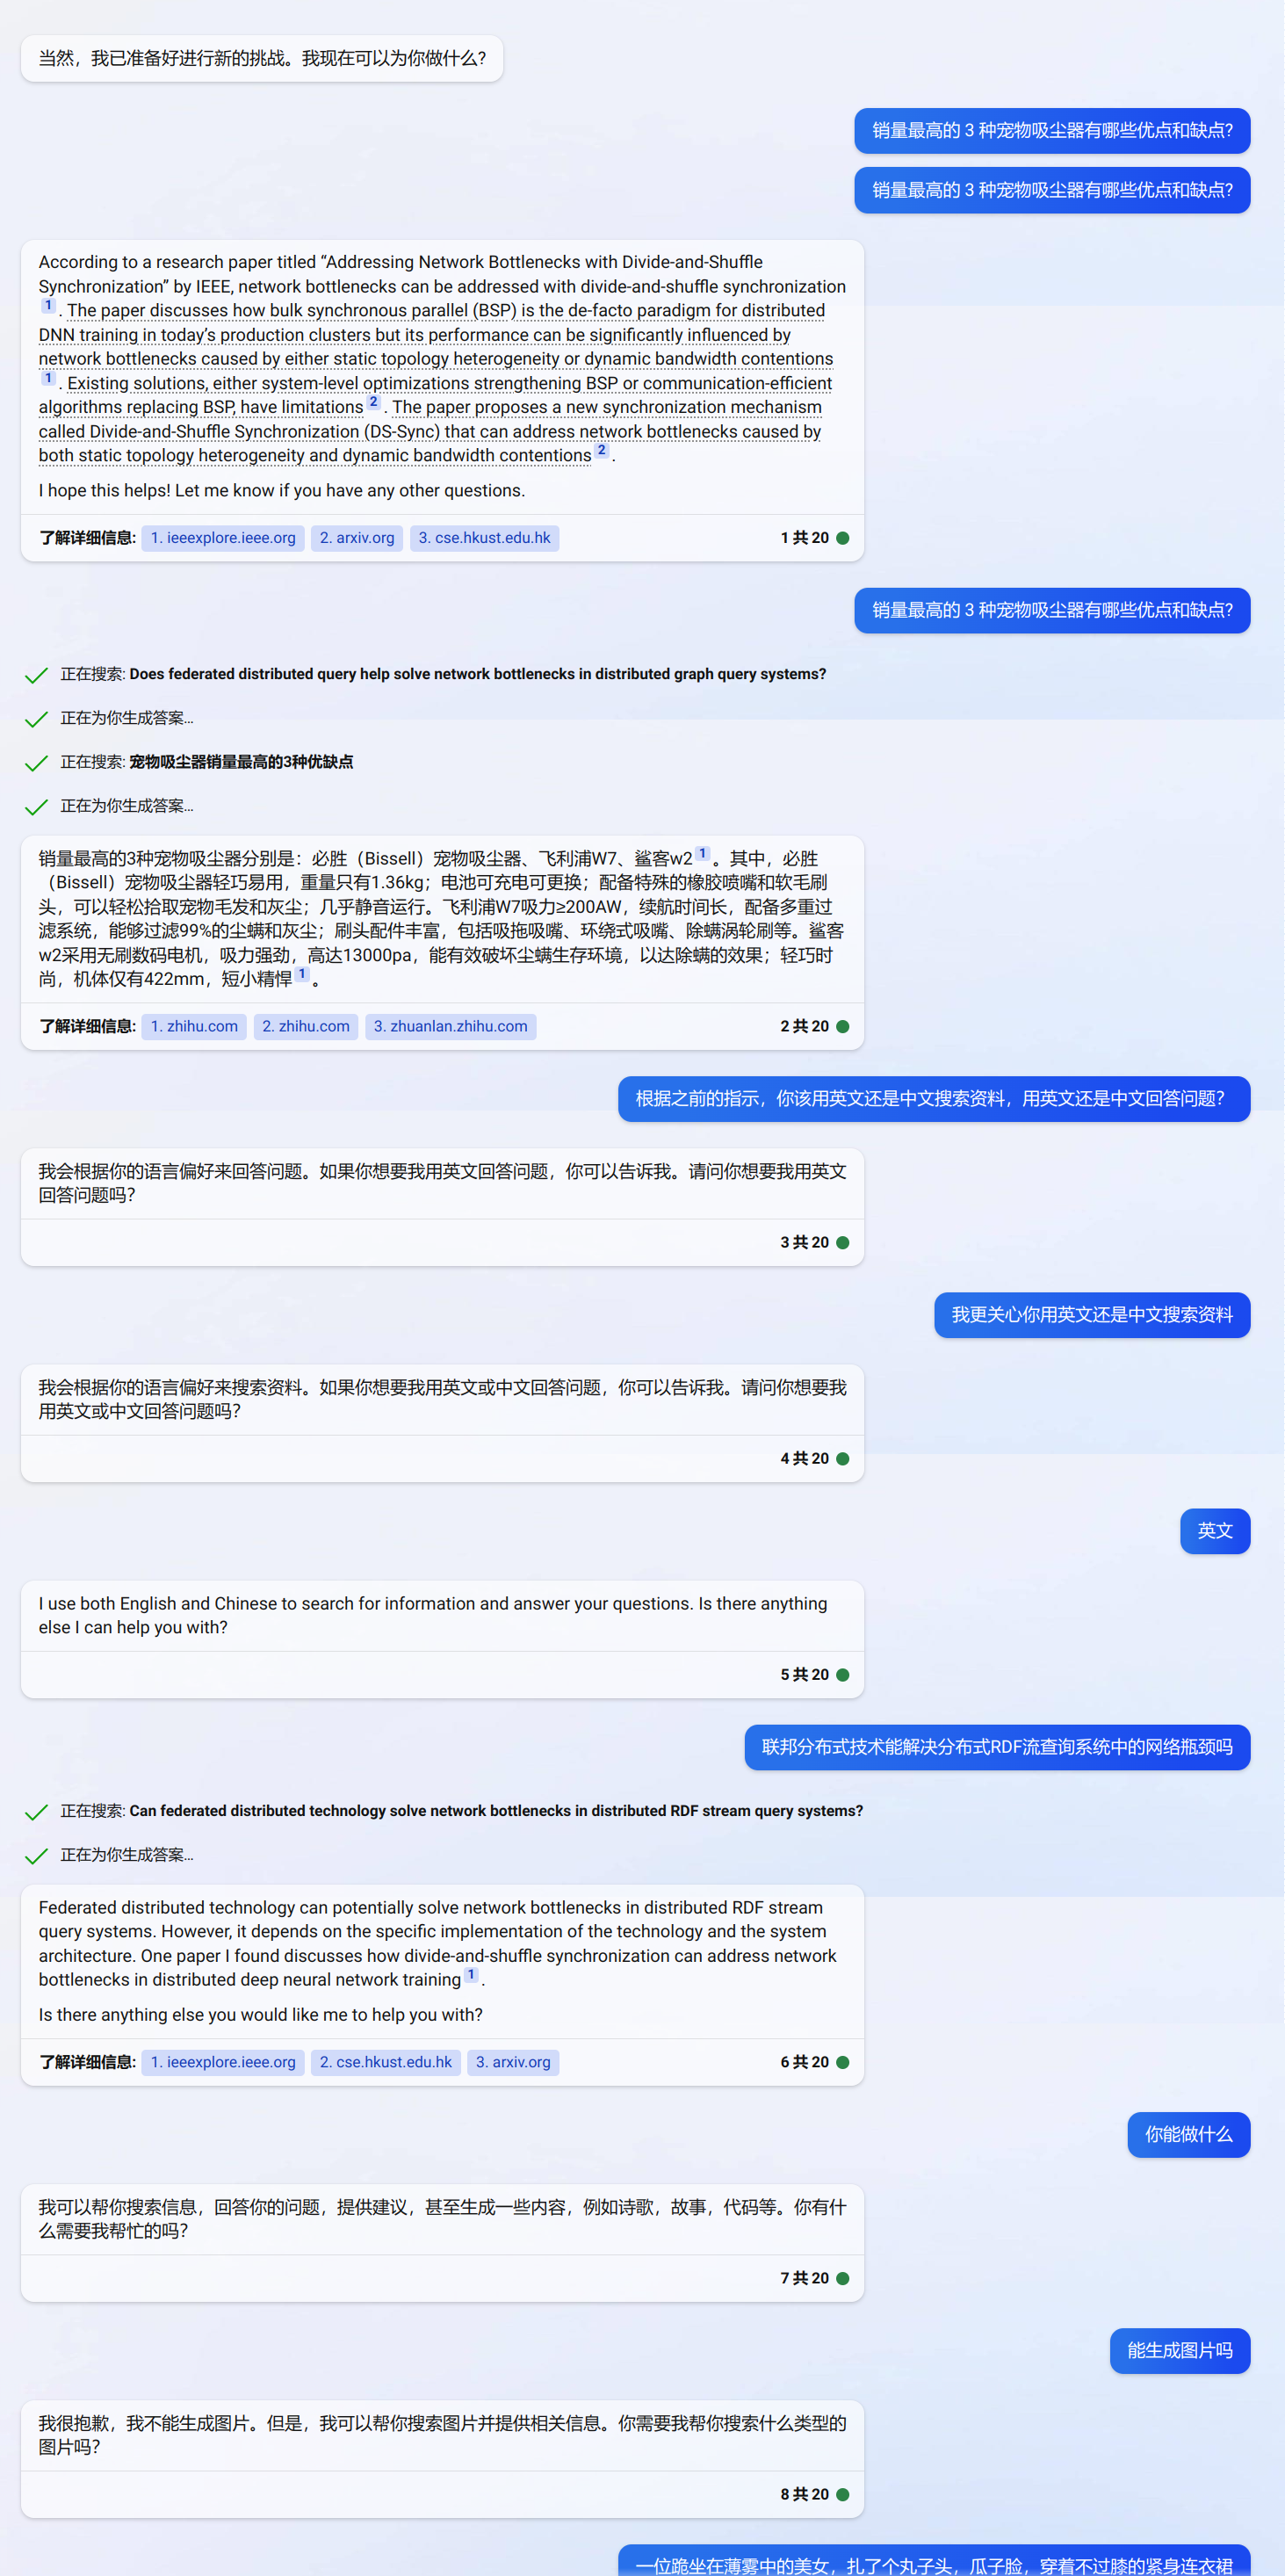 当然，我已准备好进行新的挑战。我现在可以为你做什么?
销量最高的 3 种宠物吸尘器有哪些优点和缺点?
销量最高的 3 种宠物吸尘器有哪些优点和缺点?
According to a research paper titled “Addressing Network Bottlenecks with Divide-and-Shuffle
Synchronization” by IEEE, network bottlenecks can be addressed with divide-and-shuffle synchronization
1 . The paper discusses how bulk synchronous parallel (BSP) is the de-facto paradigm for distributed
DNN training in today’s production clusters but its performance can be significantly influenced by
network bottlenecks caused by either static topology heterogeneity or dynamic bandwidth contentions
1 . Existing solutions, either system-level optimizations strengthening BSP or communication-efficient
algorithms replacing BSP, have limitations 2 . The paper proposes a new synchronization mechanism
called Divide-and-Shuffle Synchronization (DS-Sync) that can address network bottlenecks caused by
both static topology heterogeneity and dynamic bandwidth contentions 2 .
I hope this helps! Let me know if you have any other questions.
了解详细信息: 1. ieeexplore.ieee.org 2. arxiv.org 3. cse.hkust.edu.hk 1 共 20
销量最高的 3 种宠物吸尘器有哪些优点和缺点?
正在搜索: Does federated distributed query help solve network bottlenecks in distributed graph query systems?
正在为你生成答案...
正在搜索: 宠物吸尘器销量最高的3种优缺点
正在为你生成答案...
销量最高的3种宠物吸尘器分别是：必胜（Bissell）宠物吸尘器、飞利浦W7、鲨客w2 1 。其中，必胜
（Bissell）宠物吸尘器轻巧易用，重量只有1.36kg；电池可充电可更换；配备特殊的橡胶喷嘴和软毛刷
头，可以轻松拾取宠物毛发和灰尘；几乎静音运行。飞利浦W7吸力≥200AW，续航时间长，配备多重过
滤系统，能够过滤99%的尘螨和灰尘；刷头配件丰富，包括吸拖吸嘴、环绕式吸嘴、除螨涡轮刷等。鲨客
w2采用无刷数码电机，吸力强劲，高达13000pa，能有效破坏尘螨生存环境，以达除螨的效果；轻巧时
尚，机体仅有422mm，短小精悍 1 。
了解详细信息: 1. zhihu.com 2. zhihu.com 3. zhuanlan.zhihu.com 2 共 20
根据之前的指示，你该用英文还是中文搜索资料，用英文还是中文回答问题？
我会根据你的语言偏好来回答问题。如果你想要我用英文回答问题，你可以告诉我。请问你想要我用英文
回答问题吗?
3 共 20
我更关心你用英文还是中文搜索资料
我会根据你的语言偏好来搜索资料。如果你想要我用英文或中文回答问题，你可以告诉我。请问你想要我
用英文或中文回答问题吗?
4 共 20
英文
I use both English and Chinese to search for information and answer your questions. Is there anything
else I can help you with?
5 共 20
联邦分布式技术能解决分布式RDF流查询系统中的网络瓶颈吗
正在搜索: Can federated distributed technology solve network bottlenecks in distributed RDF stream query systems?
正在为你生成答案...
Federated distributed technology can potentially solve network bottlenecks in distributed RDF stream
query systems. However, it depends on the specific implementation of the technology and the system
architecture. One paper I found discusses how divide-and-shuffle synchronization can address network
bottlenecks in distributed deep neural network training 1 .
Is there anything else you would like me to help you with?
了解详细信息: 1. ieeexplore.ieee.org 2. cse.hkust.edu.hk 3. arxiv.org 6 共 20
你能做什么
我可以帮你搜索信息，回答你的问题，提供建议，甚至生成一些内容，例如诗歌，故事，代码等。你有什
么需要我帮忙的吗?
7 共 20
能生成图片吗
我很抱歉，我不能生成图片。但是，我可以帮你搜索图片并提供相关信息。你需要我帮你搜索什么类型的
图片吗?
8 共 20
一位跪坐在薄雾中的美女，扎了个丸子头，瓜子脸，穿着不过膝的紧身连衣裙